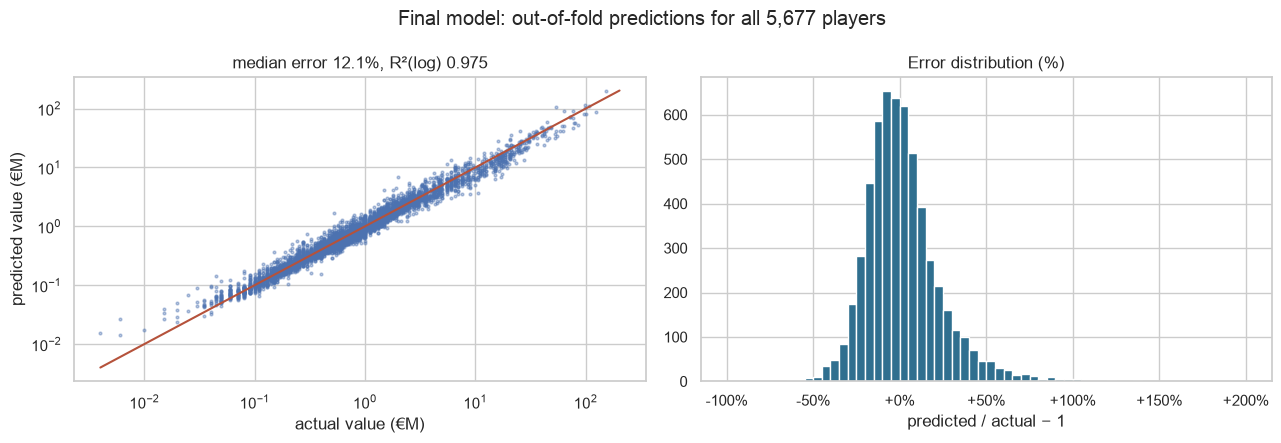 Final model: out-of-fold predictions for all 5,677 players
median error 12.1%, R²(log) 0.975
predicted value (€M)
10²
10¹
10⁰
10⁻¹
10⁻²
10⁻² 10⁻¹ 10⁰ 10¹ 10²
actual value (€M)
Error distribution (%)
600
500
400
300
200
100
0
-100% -50% +0% +50% +100% +150% +200%
predicted / actual − 1